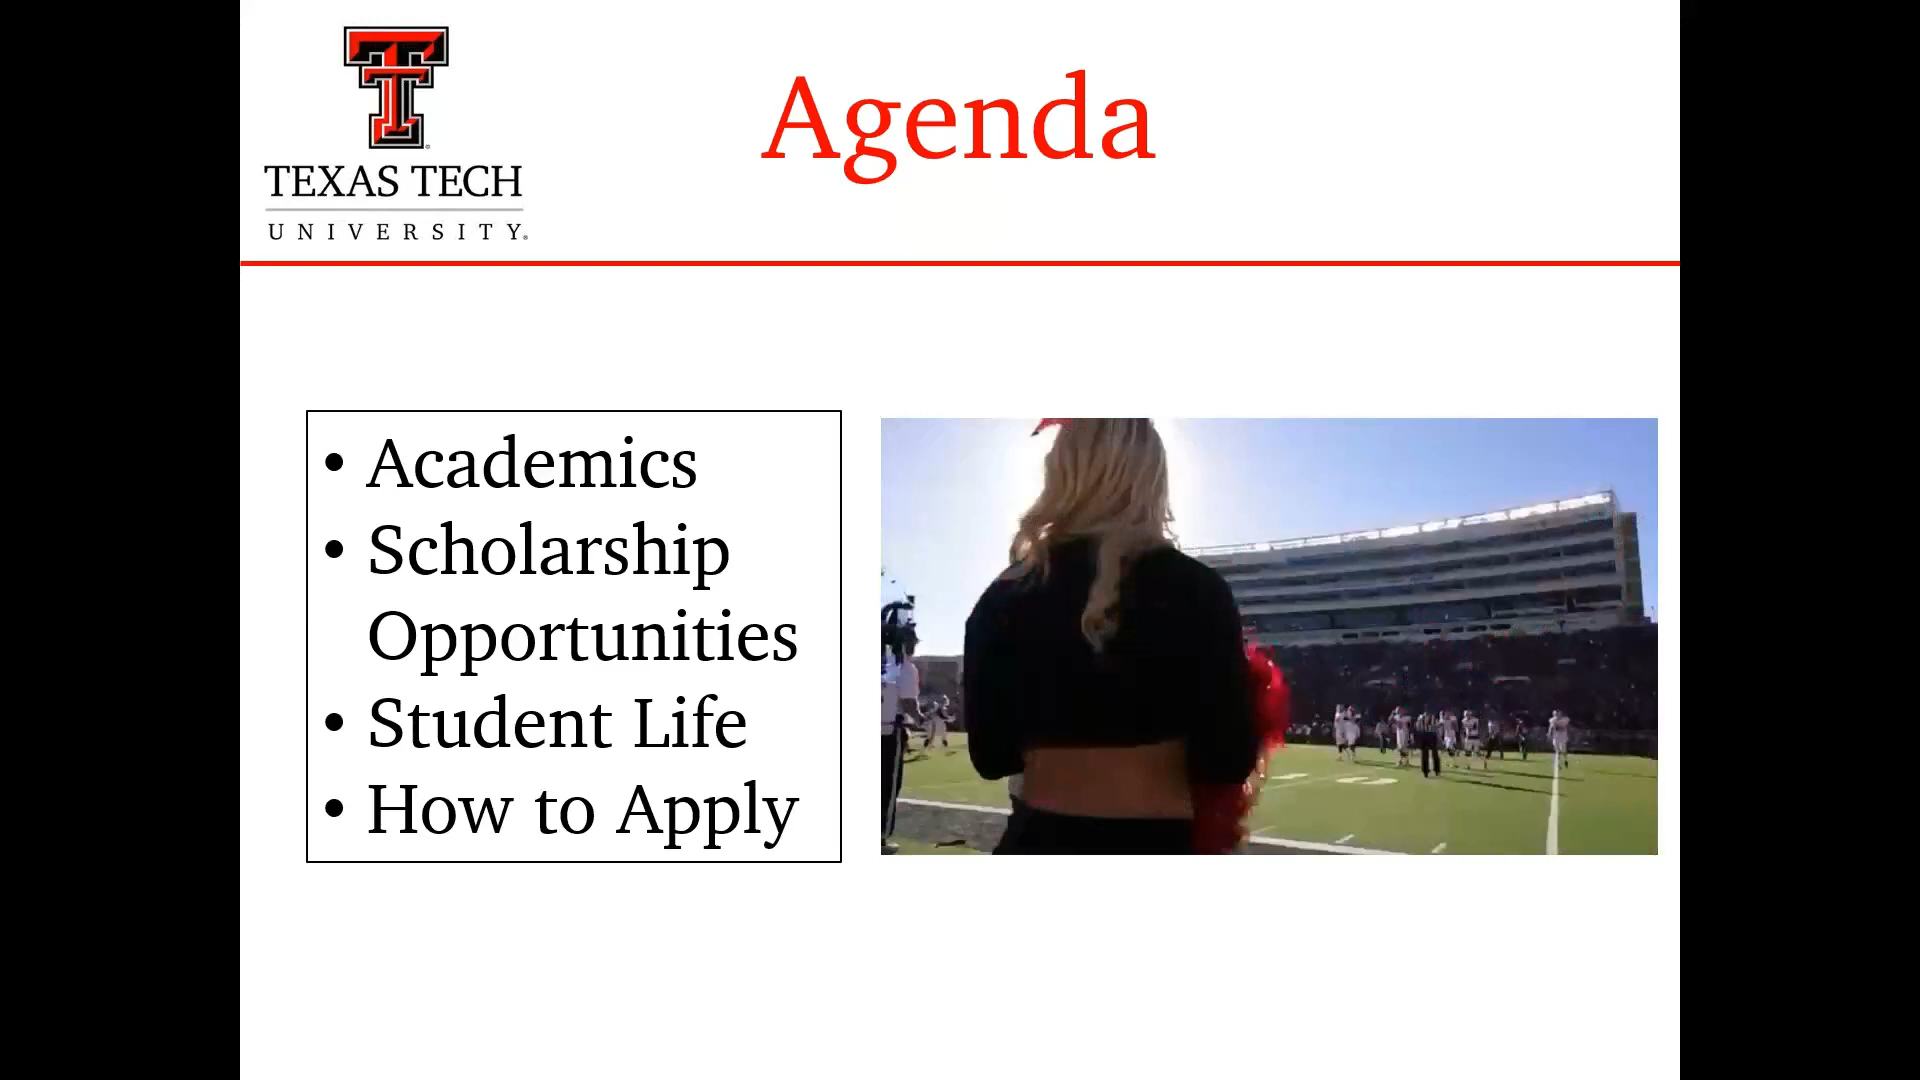 TEXAS TECH
UNIVERSITY®
Agenda
• Academics
• Scholarship
Opportunities
• Student Life
• How to Apply